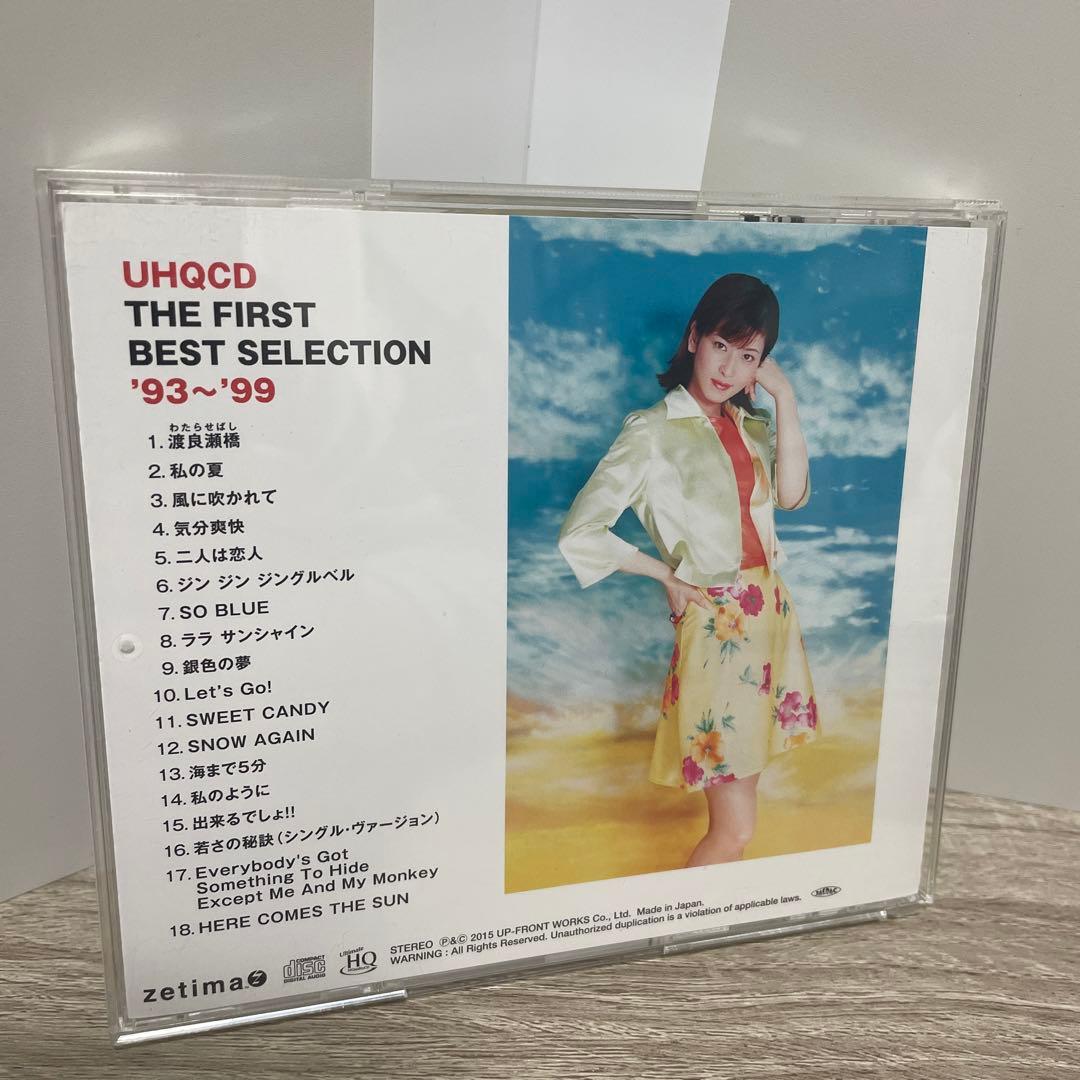 UHQCD
THE FIRST
BEST SELECTION
'93〜'99
わたらせばし
1. 渡良瀬橋
2. 私の夏
3. 風に吹かれて
4. 気分爽快
5. 二人は恋人
6. ジン ジン ジングルベル
7. SO BLUE
8. ララ サンシャイン
9. 銀色の夢
10. Let's Go!
11. SWEET CANDY
12. SNOW AGAIN
13. 海まで5分
14. 私のように
15. 出来るでしょ!!
16. 若さの秘訣(シングル・ヴァージョン)
17. Everybody's Got
Something To Hide
Except Me And My Monkey
18. HERE COMES THE SUN
zetima
COMPACT
disc
DIGITAL AUDIO
Ultimate
HQ
STEREO ℗&© 2015 UP-FRONT WORKS Co., Ltd. Made in Japan.
WARNING : All Rights Reserved. Unauthorized duplication is a violation of applicable laws.